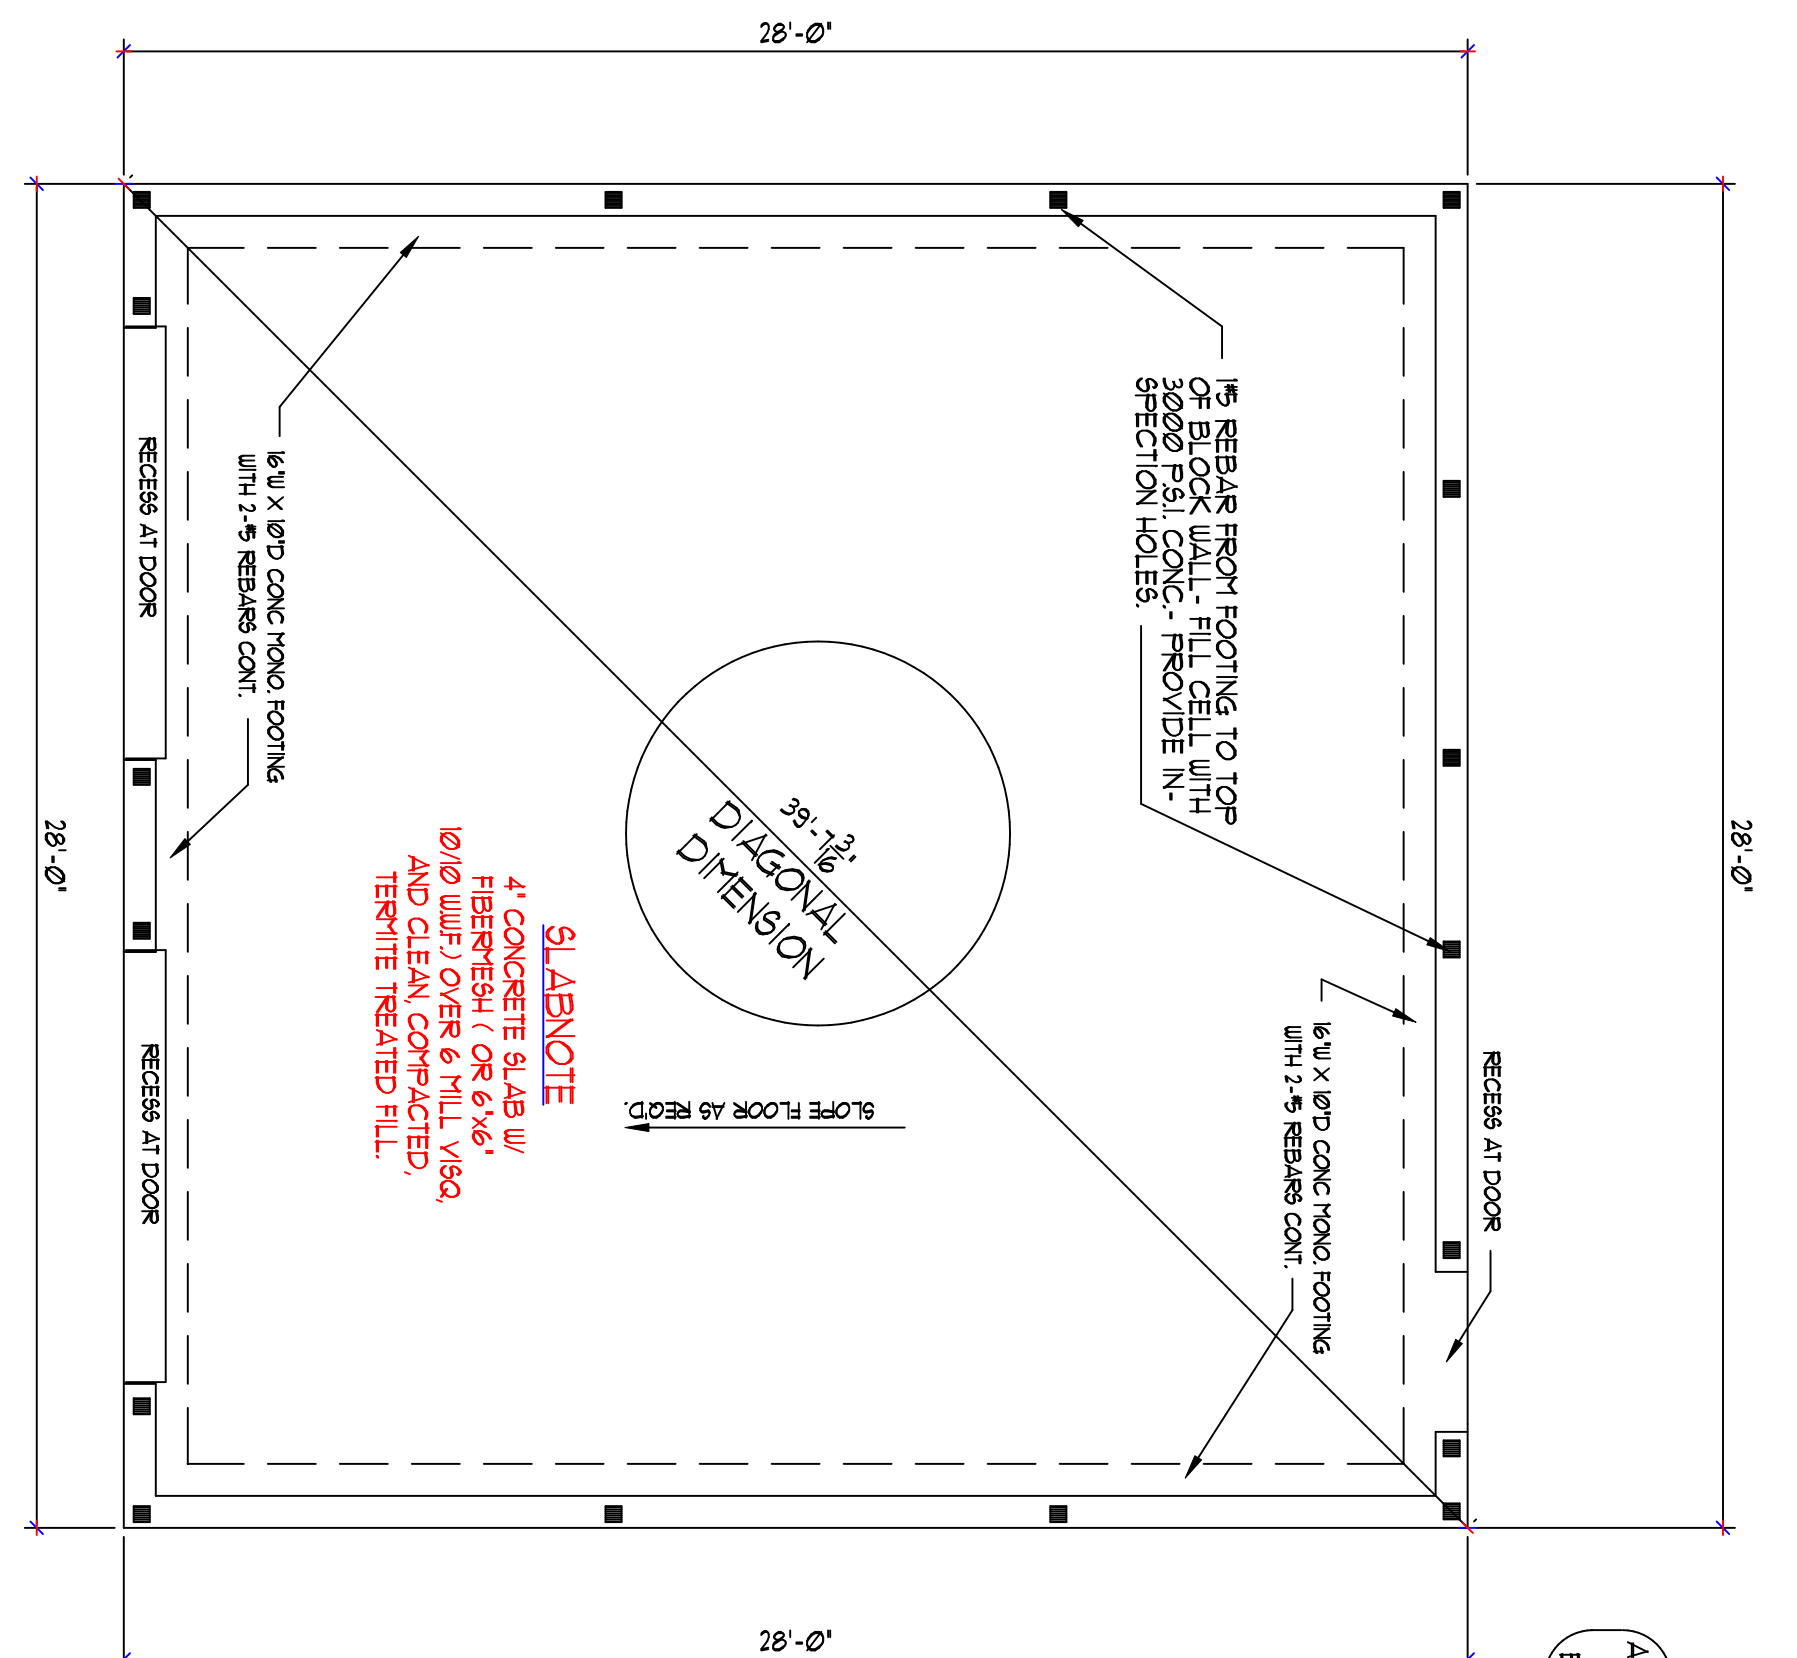 28'-0"
1#5 REBAR FROM FOOTING TO TOP
OF BLOCK WALL - FILL CELL WITH
3000 P.S.I. CONC.- PROVIDE IN-
SPECTION HOLES.
16"W X 10"D CONC MONO. FOOTING
WITH 2-#5 REBARS CONT.
RECESS AT DOOR
28'-0"
28'-0"
39'-7 3/16"
DIAGONAL
DIMENSION
SLABNOTE
4" CONCRETE SLAB W/
FIBERMESH ( OR 6"x6"
10/10 W.W.F.) OVER 6 MILL VISQ,
AND CLEAN, COMPACTED,
TERMITE TREATED FILL.
SLOPE FLOOR AS REQ'D.
RECESS AT DOOR
16"W X 10"D CONC MONO. FOOTING
WITH 2-#5 REBARS CONT.
RECESS AT DOOR
28'-0"